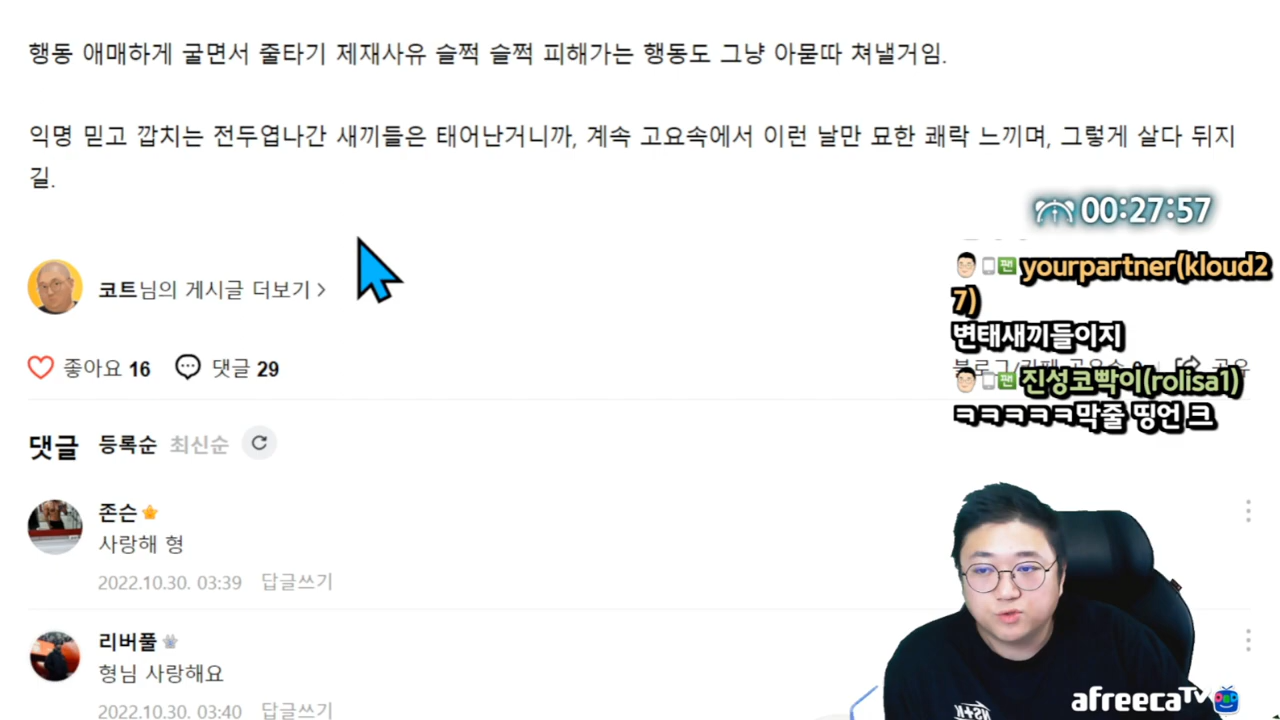 행동 애매하게 굴면서 줄타기 제재사유 슬쩍 슬쩍 피해가는 행동도 그냥 아묻따 쳐낼거임.
익명 믿고 깝치는 전두엽나간 새끼들은 태어난거니까, 계속 고요속에서 이런 날만 묘한 쾌락 느끼며, 그렇게 살다 뒤지
길.
00:27:57
팬 yourpartner(kloud2
7)
변태새끼들이지
코트님의 게시글 더보기 >
좋아요 16 댓글 29
공유
팬 진성코빡이(rolisa1)
ㅋㅋㅋㅋㅋ막줄 띵언 크
댓글 등록순 최신순
존슨
사랑해 형
2022.10.30. 03:39 답글쓰기
리버풀
형님 사랑해요
2022.10.30. 03:40 답글쓰기
afreecaTV